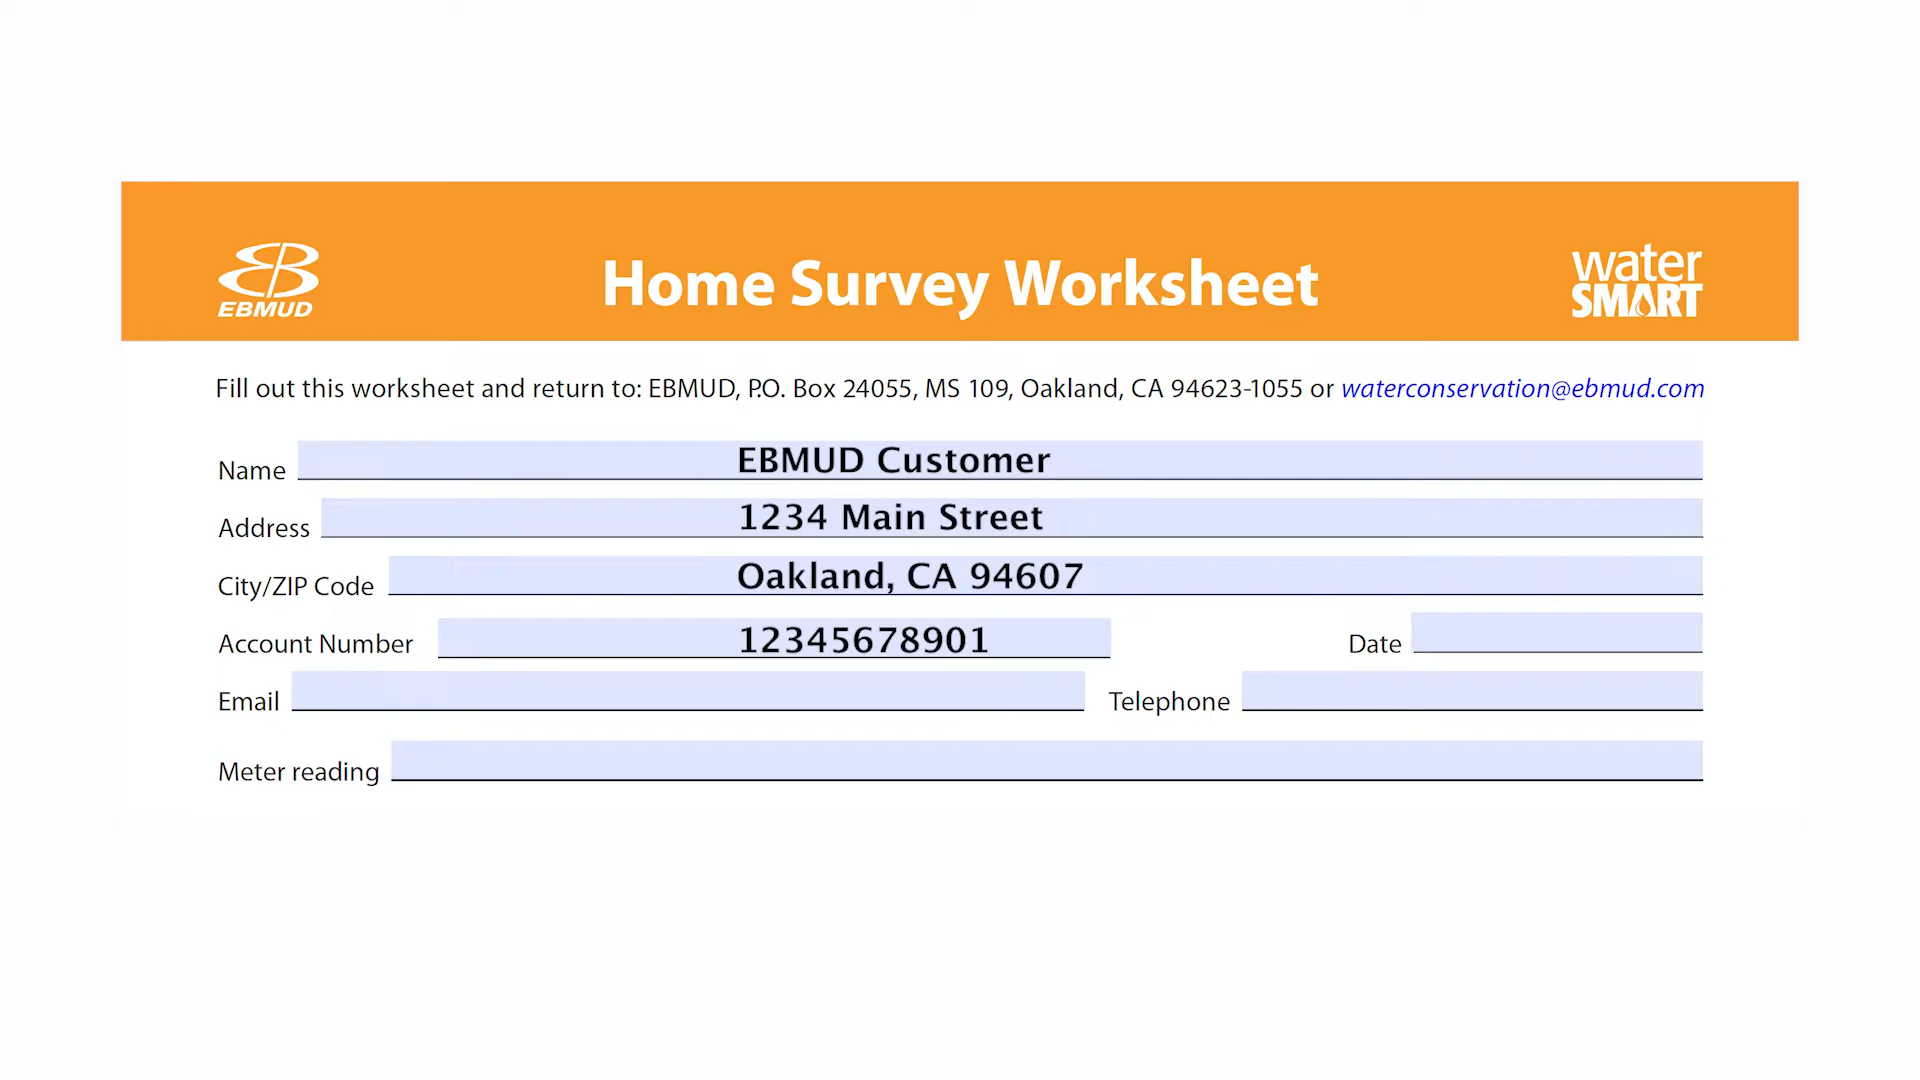 EBMUD
Home Survey Worksheet
water
SMART
Fill out this worksheet and return to: EBMUD, P.O. Box 24055, MS 109, Oakland, CA 94623-1055 or waterconservation@ebmud.com
Name EBMUD Customer
Address 1234 Main Street
City/ZIP Code Oakland, CA 94607
Account Number 12345678901 Date
Email Telephone
Meter reading